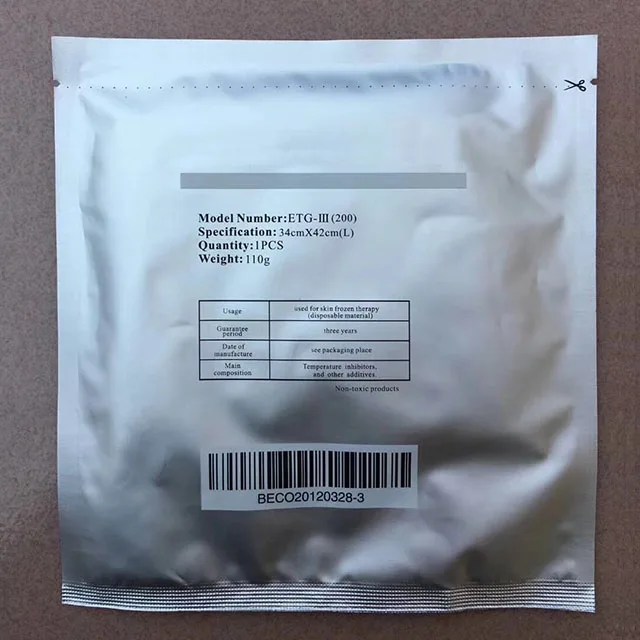 Model Number:ETG-Ⅲ(200)
Specification: 34cmX42cm(L)
Quantity:1PCS
Weight: 110g
Usage
used for skin frozen therapy
(disposable material)
Guarantee
period
three years
Date of
manufacture
see packaging place
Main
composition
Temperature inhibitors,
and other additives.
Non-toxic products
BECO20120328-3